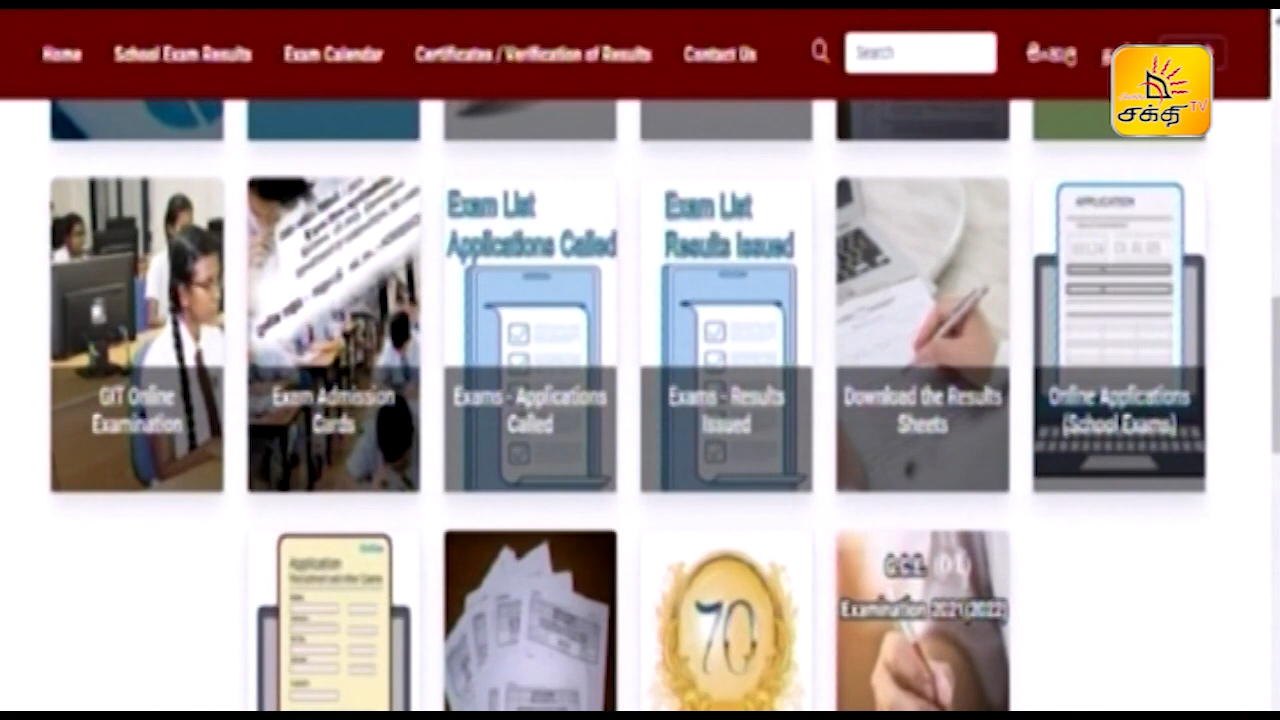 Home School Exam Results Exam Calendar Certificates / Verification of Results Contact Us Search සිංහල
சக்தி TV
Exam List
Applications Called
Exam List
Results Issued
APPLICATION
GIT Online
Examination
Exam Admission
Cards
Exams - Applications
Called
Exams - Results
Issued
Download the Results
Sheets
Online Applications
(School Exams)
Online
Application
70
G.C.E. (O/L)
Examination 2021(2022)